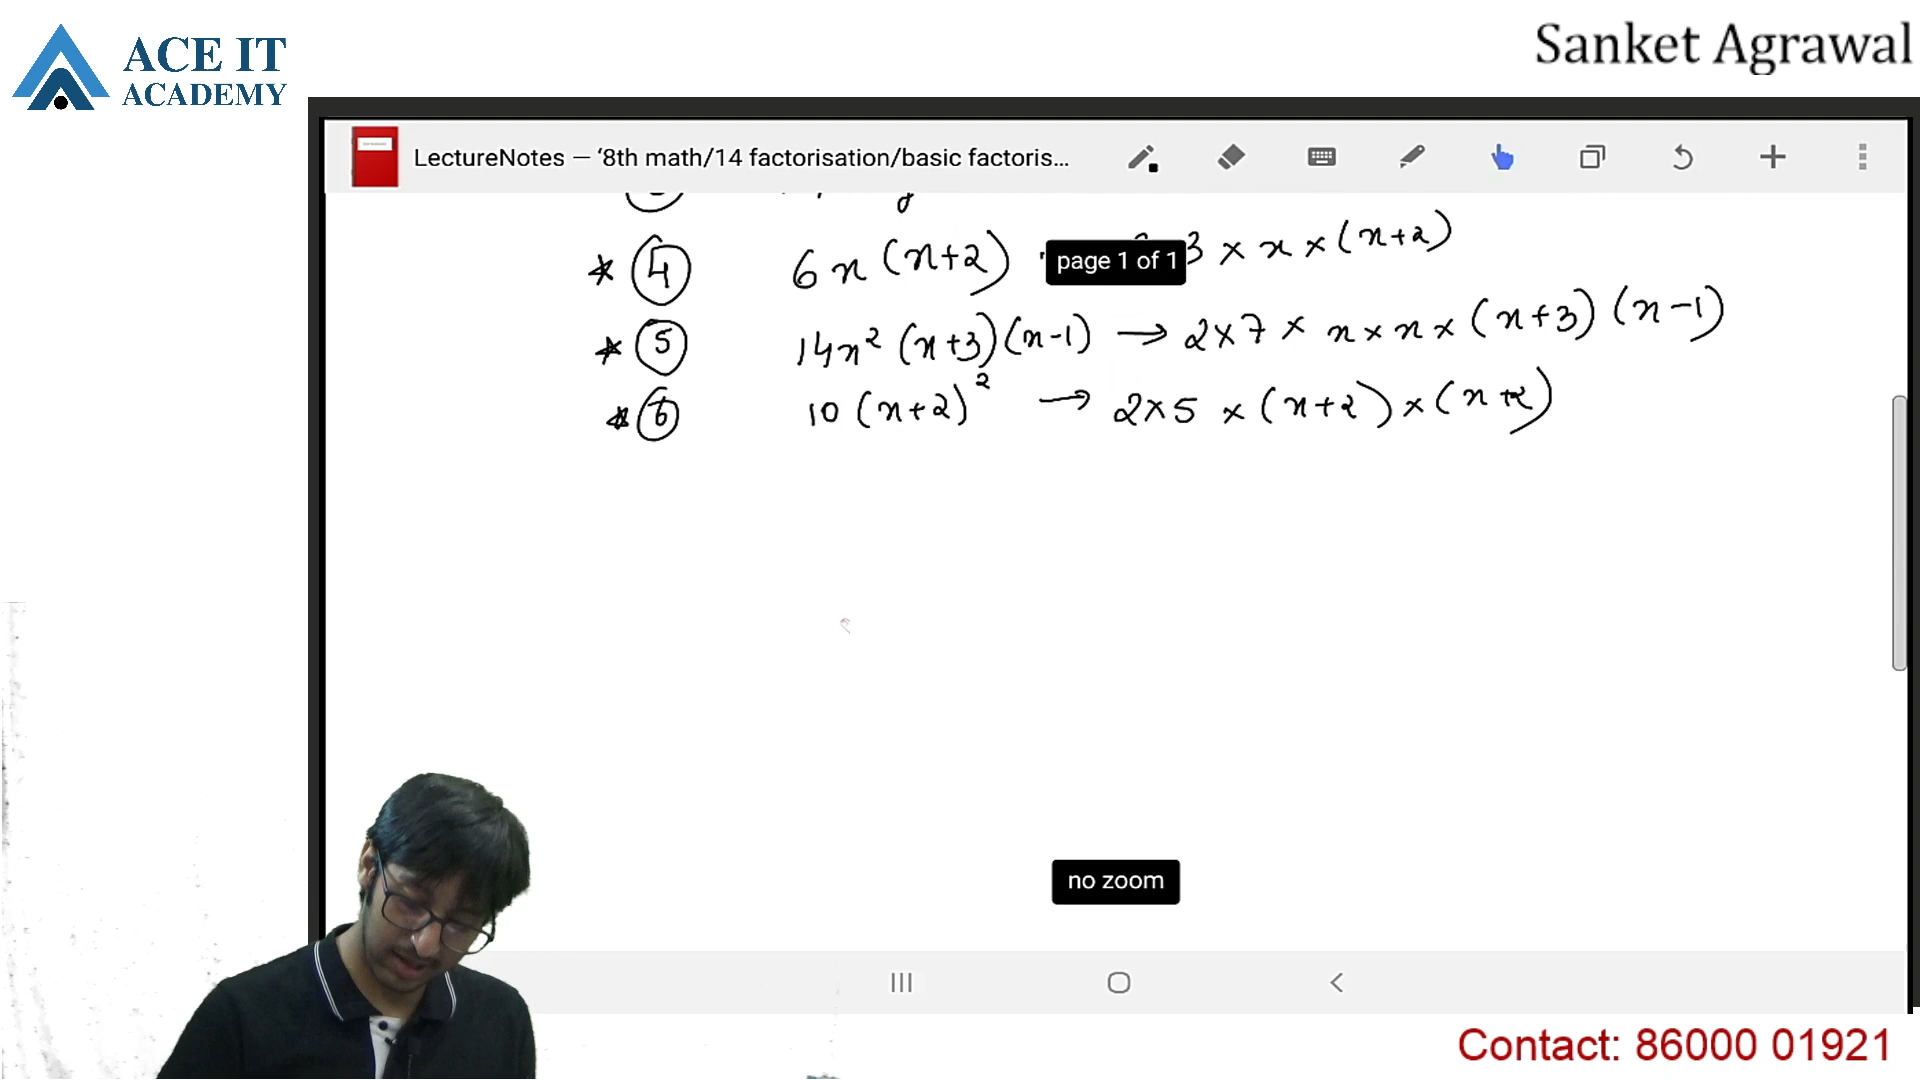 ACE IT
ACADEMY
Sanket Agrawal
LectureNotes — ‘8th math/14 factorisation/basic factoris...
* ④ 6x (x+2) 3 × x × (x+2)
page 1 of 1
* ⑤ 14x² (x+3)(x-1) → 2×7 × x × x × (x+3) (x-1)
* ⑥ 10 (x+2)² → 2×5 × (x+2) × (x+2)
no zoom
Contact: 86000 01921